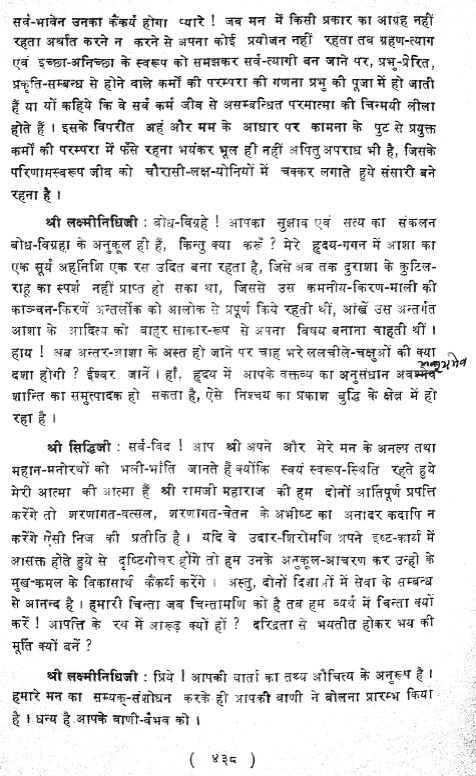 सर्व-भावेन उनका कैंकर्य होगा प्यारे ! जब मन में किसी प्रकार का आग्रह नहीं
रहता अर्थात करने न करने से अपना कोई प्रयोजन नहीं रहता तब ग्रहण-त्याग
एवं इच्छा-अनिच्छा के स्वरूप को समझकर सर्व-त्यागी बन जाने पर, प्रभु-प्रेरित,
प्रकृति-सम्बन्ध से होने वाले कर्मों की परम्परा की गणना प्रभु की पूजा में हो जाती
हैं या यों कहिये कि वे सर्व कर्म जीव से असम्बन्धित परमात्मा की चिन्मयी लीला
होते हैं । इसके विपरीत अहं और मम के आधार पर कामना के पुट से प्रयुक्त
कर्मों की परम्परा में फँसे रहना भयंकर भूल ही नहीं अपितु अपराध भी है, जिसके
परिणामस्वरूप जीव को चौरासी-लक्ष-योनियों में चक्कर लगाते हुये संसारी बने
रहना है ।
श्री लक्ष्मीनिधिजी : बोध-विग्रहे ! आपका सुझाव एवं सत्य का संकलन
बोध-विग्रहा के अनुकूल ही हैं, किन्तु क्या करूँ ? मेरे हृदय-गगन में आशा का
एक सूर्य अहर्निशि एक रस उदित बना रहता है, जिसे अब तक दुराशा के कुटिल-
राहू का स्पर्श नहीं प्राप्त हो सका था, जिससे उस कमनीय-किरण-माली की
काञ्चन-किरणें अन्तर्लोक को आलोक से प्रपूर्ण किये रहती थीं, आंखें उस अन्तर्गत
आशा के आदित्य को बाहर साकार-रूप से अपना विषय बनाना चाहती थीं ।
हाय ! अब अन्तर-आशा के अस्त हो जाने पर चाह भरे ललचीले-चक्षुओं की क्या
दशा होगी ? ईश्वर जानें । हाँ, हृदय में आपके वक्तव्य का अनुसंधान अवश्यमेव
शान्ति का समुत्पादक हो सकता है, ऐसे निश्चय का प्रकाश बुद्धि के क्षेत्र में हो
रहा है ।
श्री सिद्धिजी : सर्व-विद ! आप श्री अपने और मेरे मन के अनल्प तथा
महान-मनोरथों को भली-भाँति जानते हैं क्योंकि स्वयं स्वरूप-स्थिति रहते हुये
मेरी आत्मा की आत्मा हैं श्री रामजी महाराज की हम दोनों आर्तिपूर्ण प्रपत्ति
करेंगे तो शरणागत-वत्सल, शरणागत-चेतन के अभीष्ट का अनादर कदापि न
करेंगे ऐसी निज की प्रतीति है । यदि वे उदार-शिरोमणि अपने इष्ट-कार्य में
आसक्त होते हुये से दृष्टिगोचर होंगे तो हम उनके अनुकूल-आचरण कर उन्हीं के
मुख-कमल के विकासार्थ कैंकर्य करेंगे । अस्तु, दोनों दिशाओं में सेवा के सम्बन्ध
से आनन्द है । हमारी चिन्ता जब चिन्तामणि को है तब हम व्यर्थ में चिन्ता क्यों
करें ! आपत्ति के रथ में आरूढ़ क्यों हों ? दरिद्रता से भयतीत होकर भय की
मूर्ति क्यों बनें ?
श्री लक्ष्मीनिधिजी : प्रिये ! आपकी वार्ता का तथ्य औचित्य के अनुरूप है ।
हमारे मन का सम्यक्-संशोधन करके ही आपकी वाणी ने बोलना प्रारम्भ किया
है । धन्य है आपके वाणी-वैभव को ।
( ४३८ )